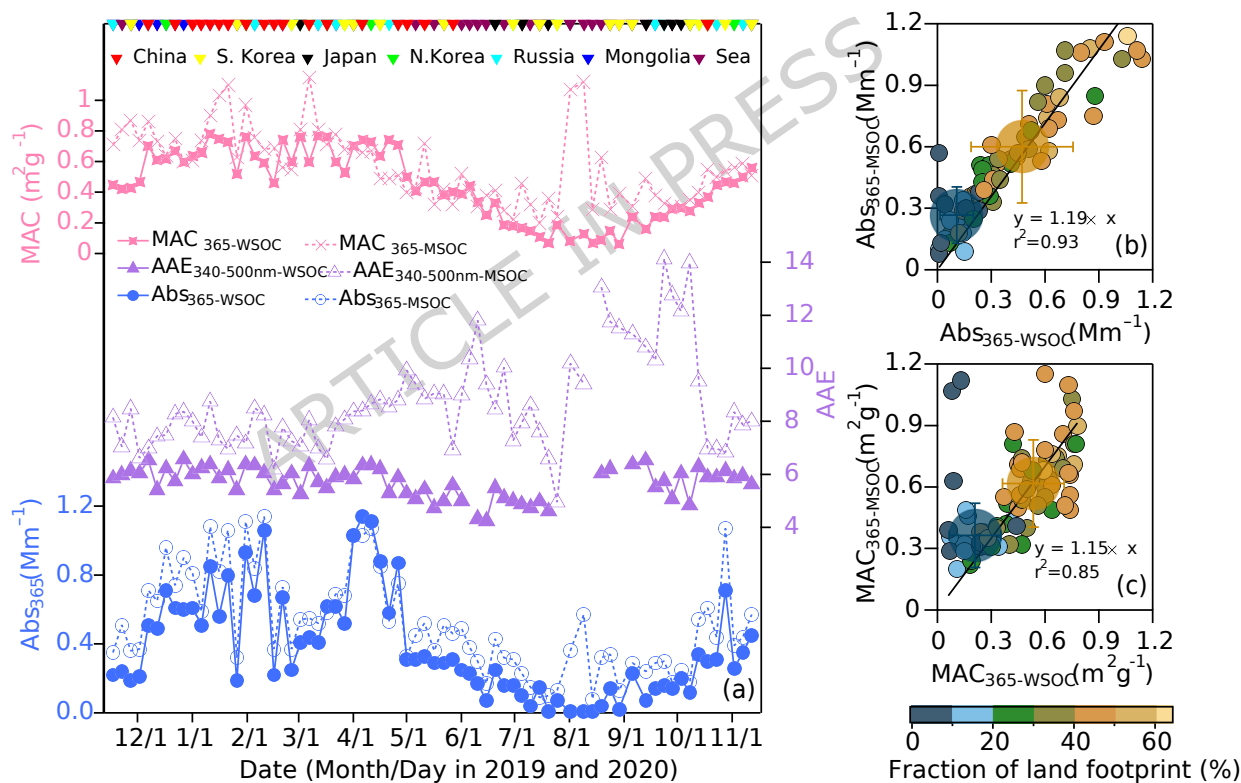 China S. Korea Japan N.Korea Russia Mongolia Sea
ARTICLE IN PRESS
MAC (m²g⁻¹)
1
0.8
0.6
0.4
0.2
0
MAC 365-WSOC MAC 365-MSOC
AAE340-500nm-WSOC AAE340-500nm-MSOC
Abs365-WSOC Abs365-MSOC
14
12
10
8
6
4
AAE
Abs365(Mm⁻¹)
1.2
0.8
0.4
0.0
(a)
12/1 1/1 2/1 3/1 4/1 5/1 6/1 7/1 8/1 9/1 10/1 11/1
Date (Month/Day in 2019 and 2020)
Abs365-MSOC(Mm⁻¹)
1.2
0.9
0.6
0.3
0
y = 1.19× x
r²=0.93
(b)
0 0.3 0.6 0.9 1.2
Abs365-WSOC(Mm⁻¹)
MAC365-MSOC(m²g⁻¹)
1.2
0.9
0.6
0.3
0
y = 1.15× x
r²=0.85
(c)
0 0.3 0.6 0.9 1.2
MAC365-WSOC(m²g⁻¹)
0 20 40 60
Fraction of land footprint (%)